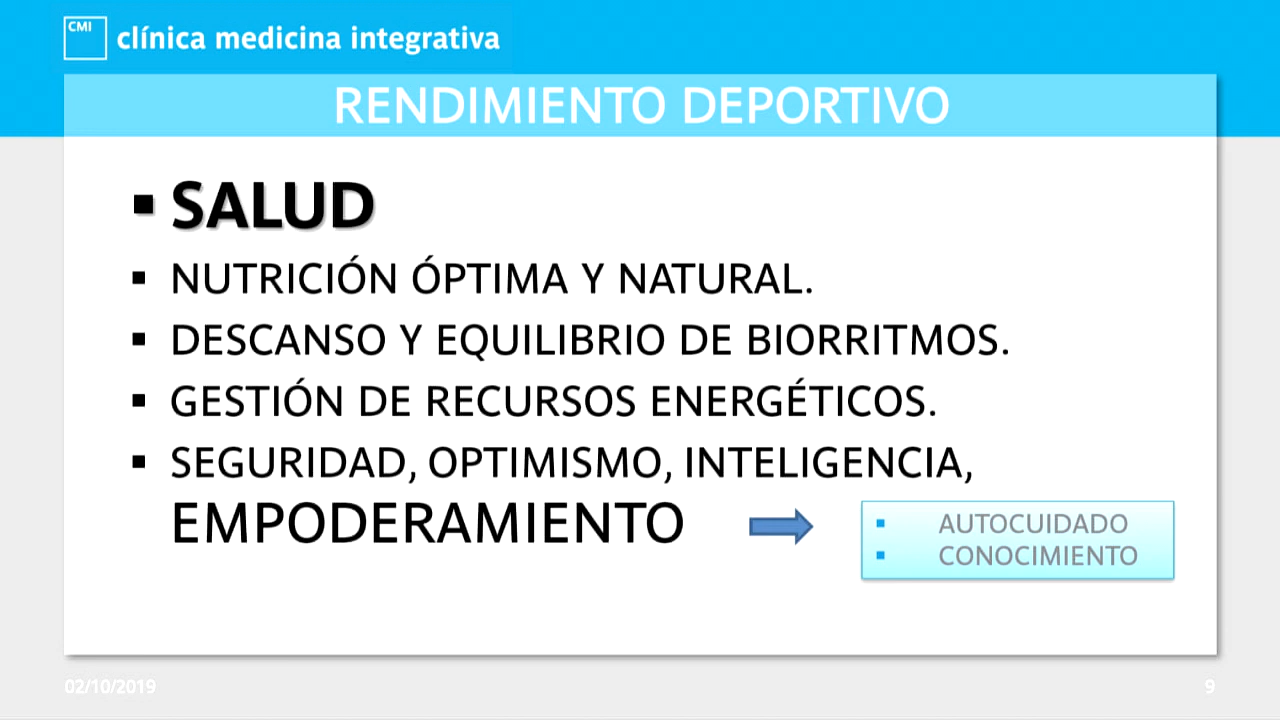 CMI
clínica medicina integrativa
RENDIMIENTO DEPORTIVO
▪ SALUD
▪ NUTRICIÓN ÓPTIMA Y NATURAL.
▪ DESCANSO Y EQUILIBRIO DE BIORRITMOS.
▪ GESTIÓN DE RECURSOS ENERGÉTICOS.
▪ SEGURIDAD, OPTIMISMO, INTELIGENCIA,
EMPODERAMIENTO
▪ AUTOCUIDADO
▪ CONOCIMIENTO
02/10/2019
9